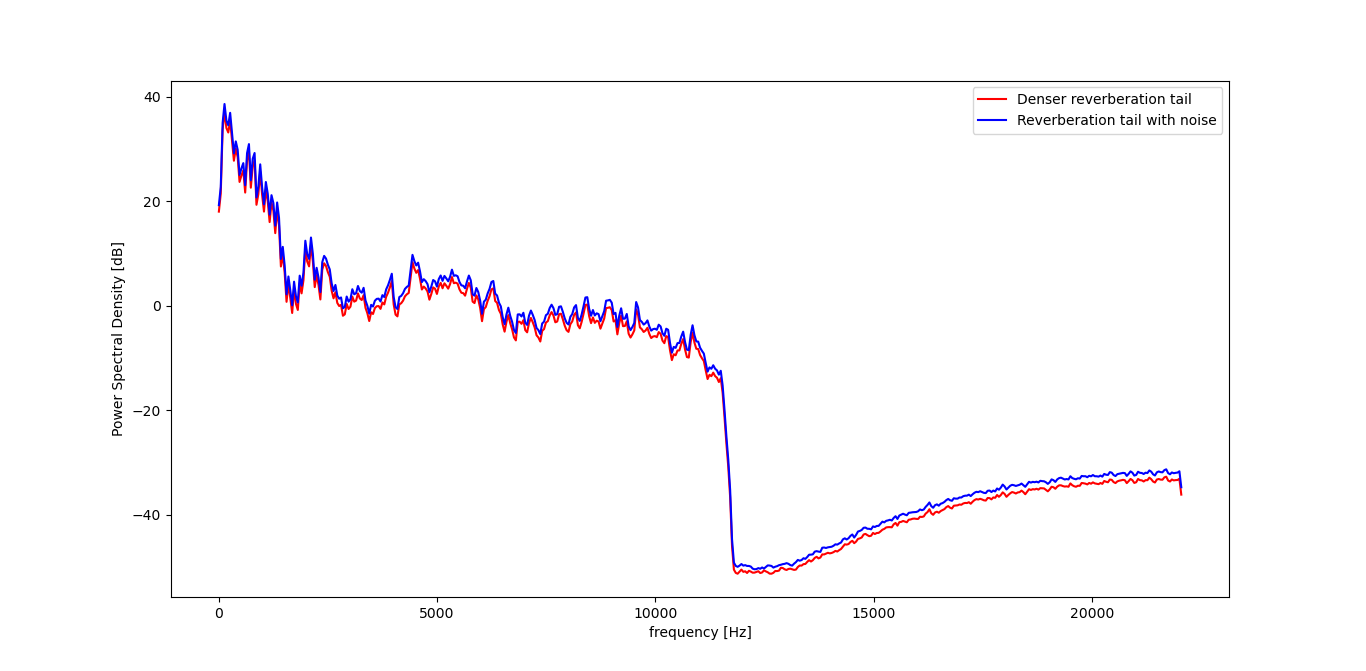 Denser reverberation tail
Reverberation tail with noise
Power Spectral Density [dB]
40
20
0
−20
−40
0
5000
10000
15000
20000
frequency [Hz]